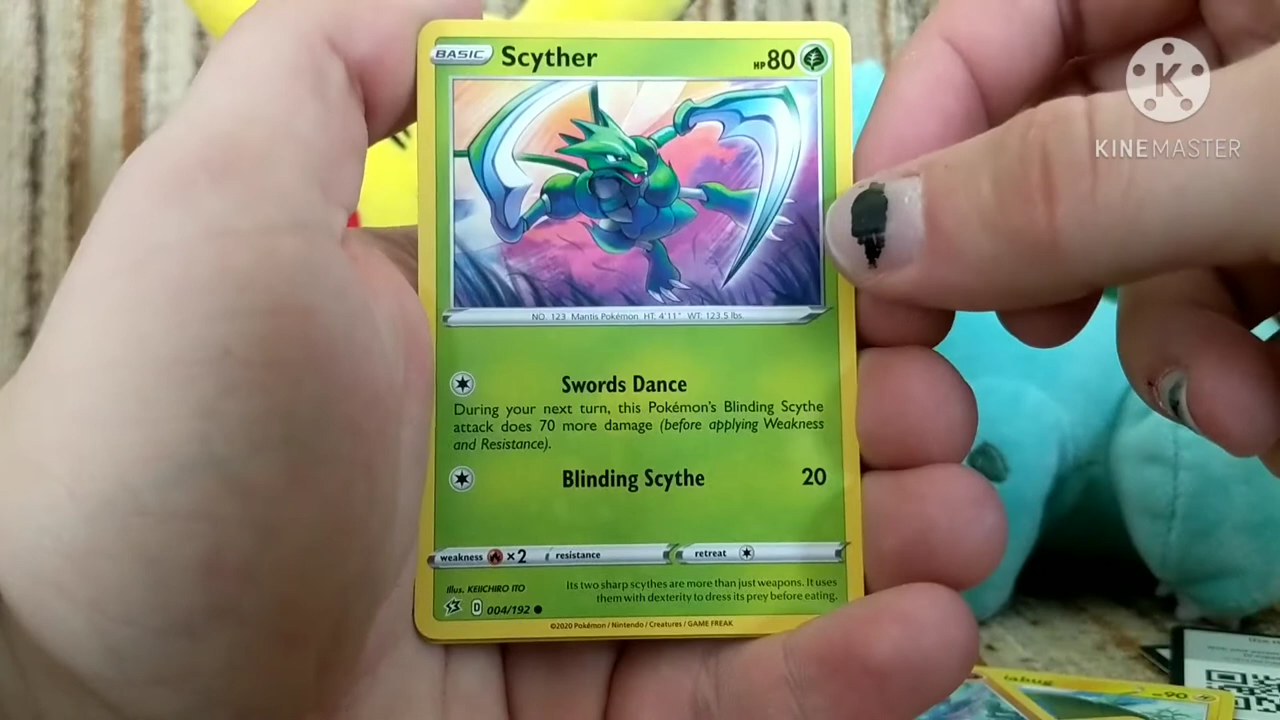 BASIC Scyther HP 80
K
KINEMASTER
NO. 123 Mantis Pokémon HT: 4'11" WT: 123.5 lbs.
Swords Dance
During your next turn, this Pokémon's Blinding Scythe
attack does 70 more damage (before applying Weakness
and Resistance).
Blinding Scythe 20
weakness ×2 resistance retreat
Illus. KEIICHIRO ITO
Its two sharp scythes are more than just weapons. It uses
them with dexterity to dress its prey before eating.
D 004/192
©2020 Pokémon / Nintendo / Creatures / GAME FREAK
HP 90